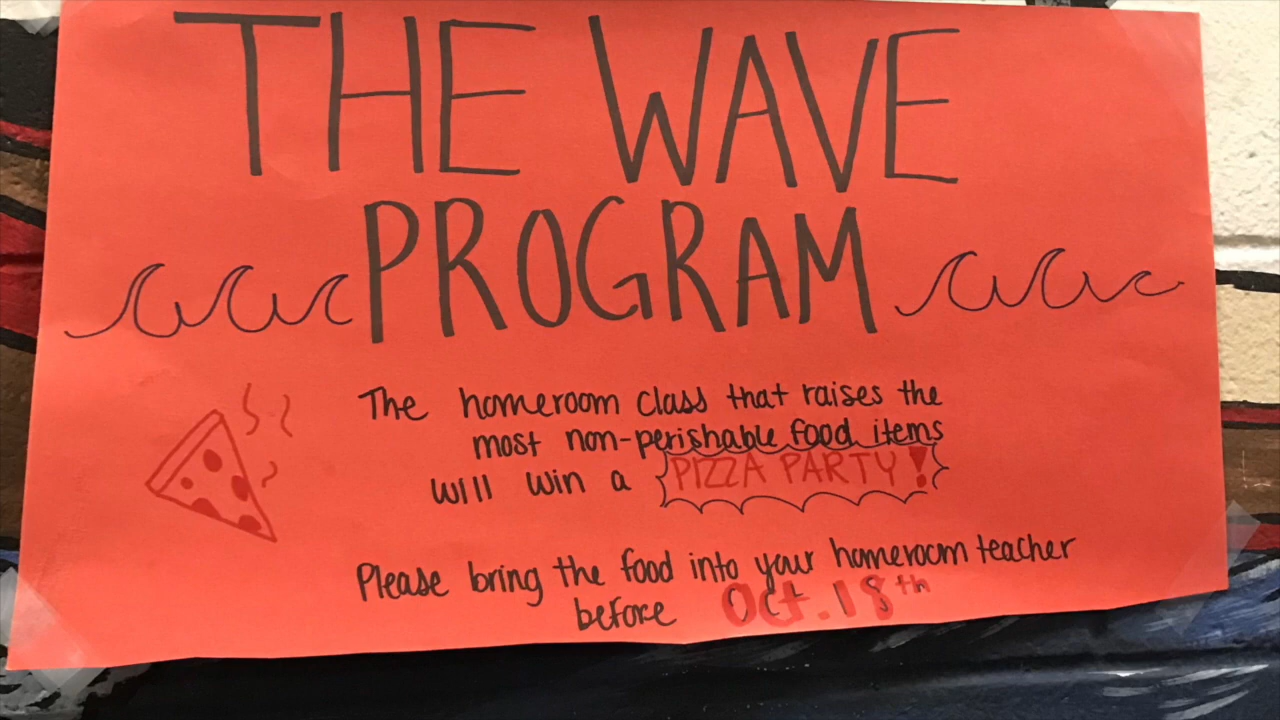 THE WAVE
PROGRAM
The homeroom class that raises the
most non-perishable food items
will win a PIZZA PARTY!
Please bring the food into your homeroom teacher
before Oct. 18th